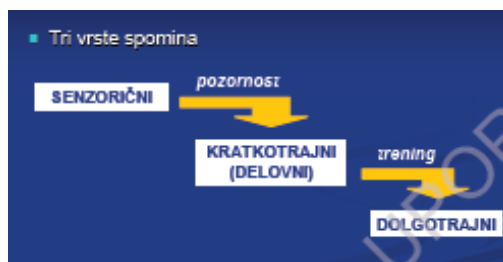 Tri vrste spomina
pozornost
SENZORIČNI
KRATKOTRAJNI
(DELOVNI)
trening
DOLGOTRAJNI